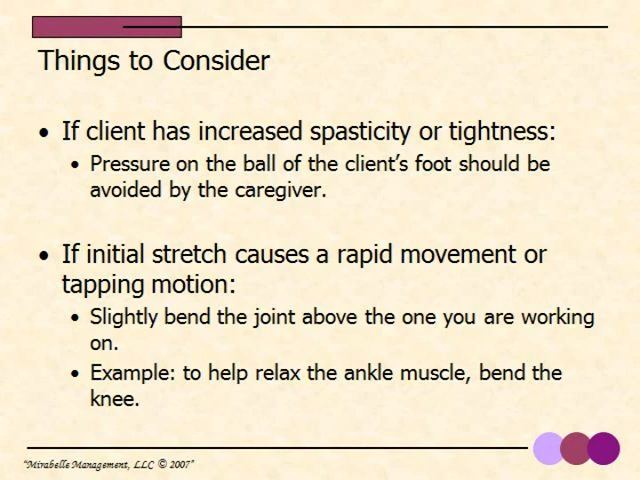 Things to Consider
• If client has increased spasticity or tightness:
• Pressure on the ball of the client’s foot should be
avoided by the caregiver.
• If initial stretch causes a rapid movement or
tapping motion:
• Slightly bend the joint above the one you are working
on.
• Example: to help relax the ankle muscle, bend the
knee.
“Mirabelle Management, LLC © 2007”